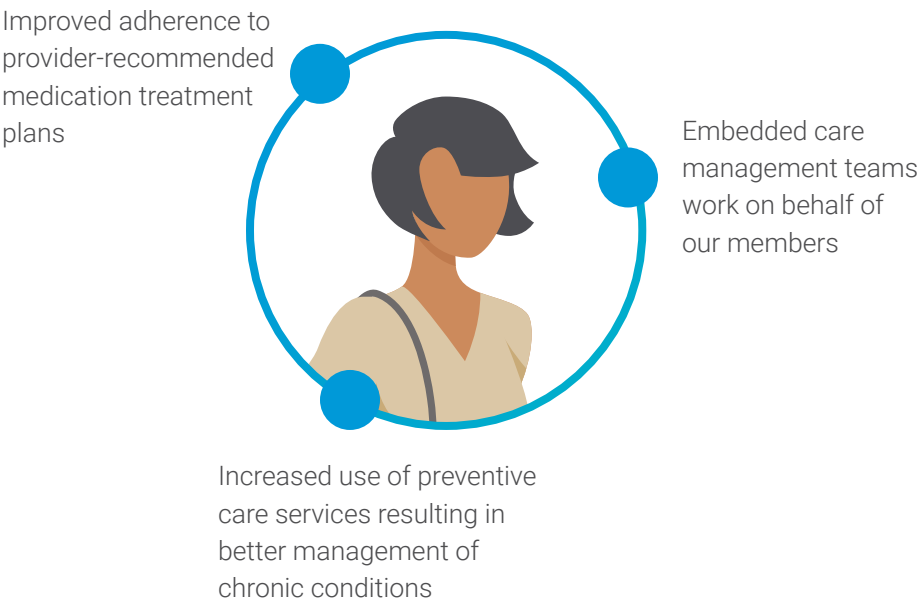 Improved adherence to
provider-recommended
medication treatment
plans
Embedded care
management teams
work on behalf of
our members
Increased use of preventive
care services resulting in
better management of
chronic conditions